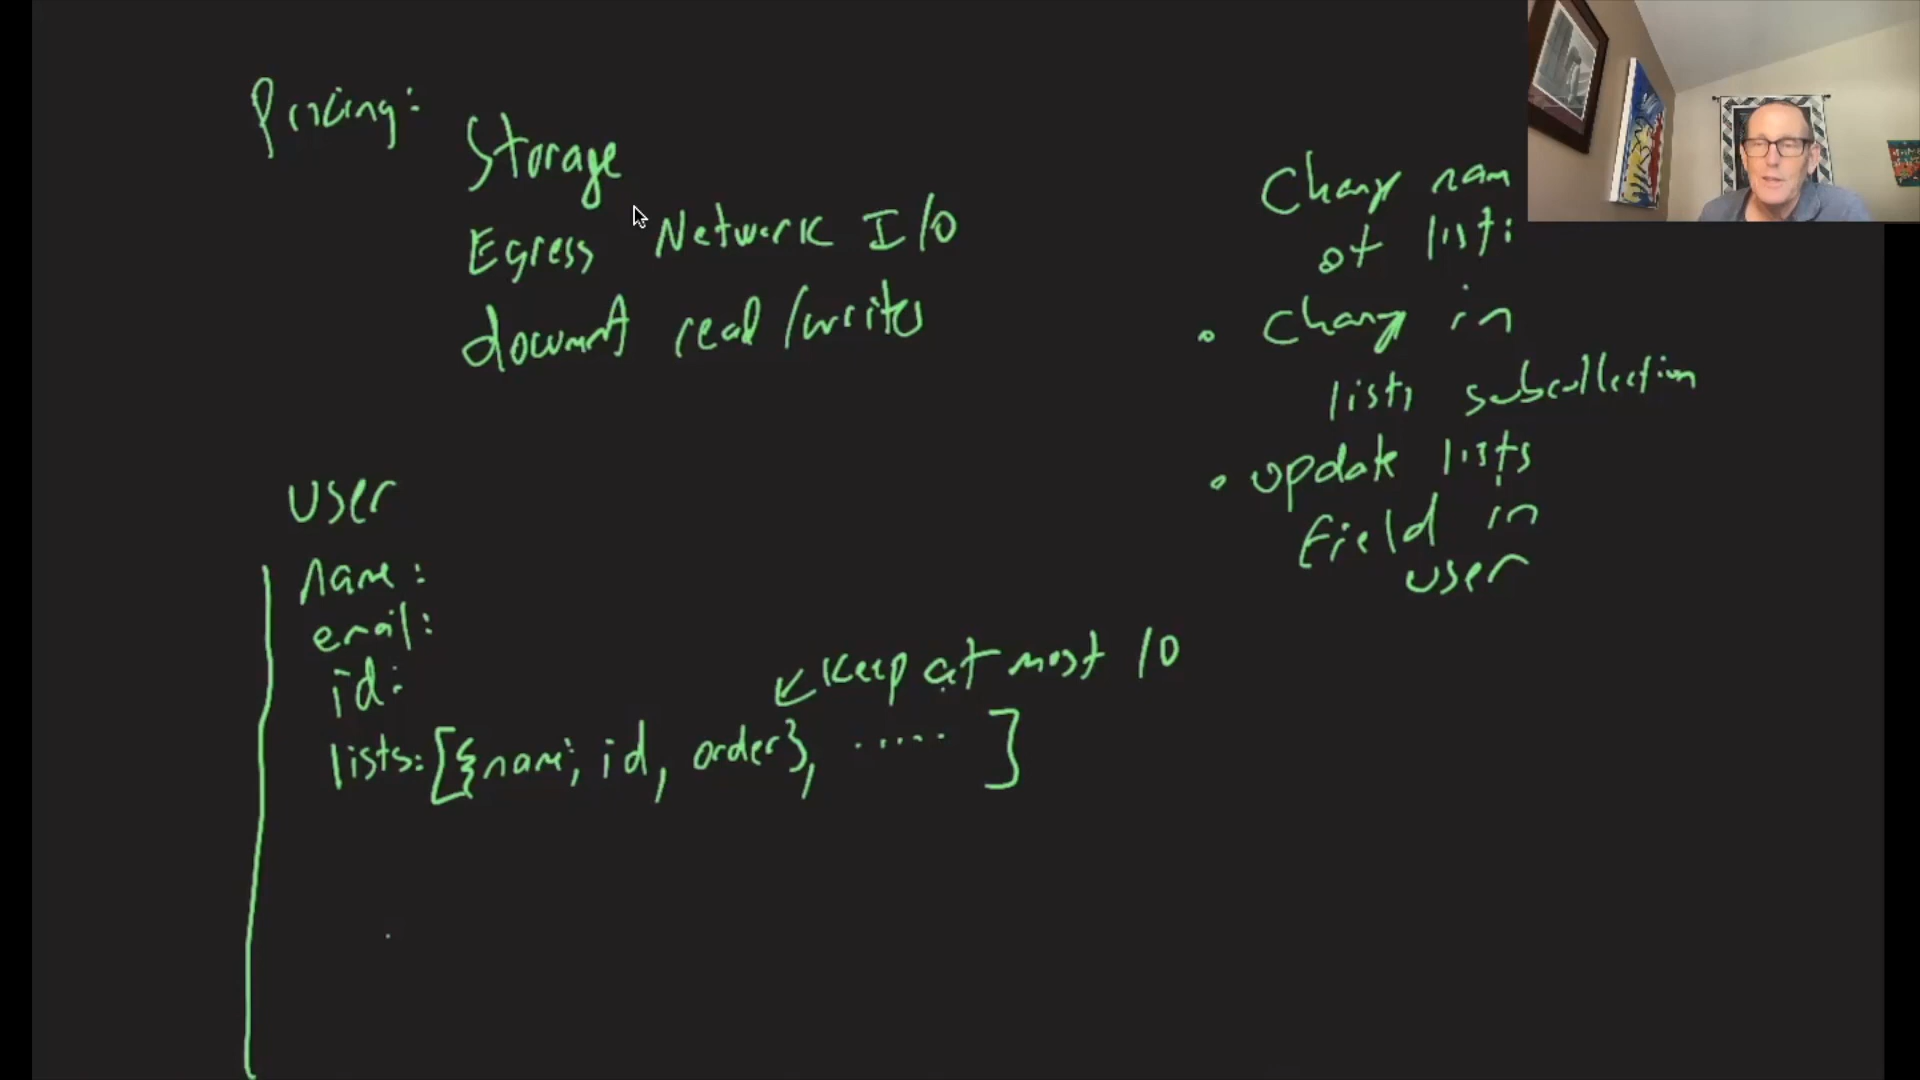 Pricing:
Storage
Egress Network I/O
document read/writes
User
name:
email:
id:
lists: [{name, id, order}, ..... ]
↙ Keep at most 10
Change nam
of list:
• Change in
lists subcollection
• update lists
field in
user